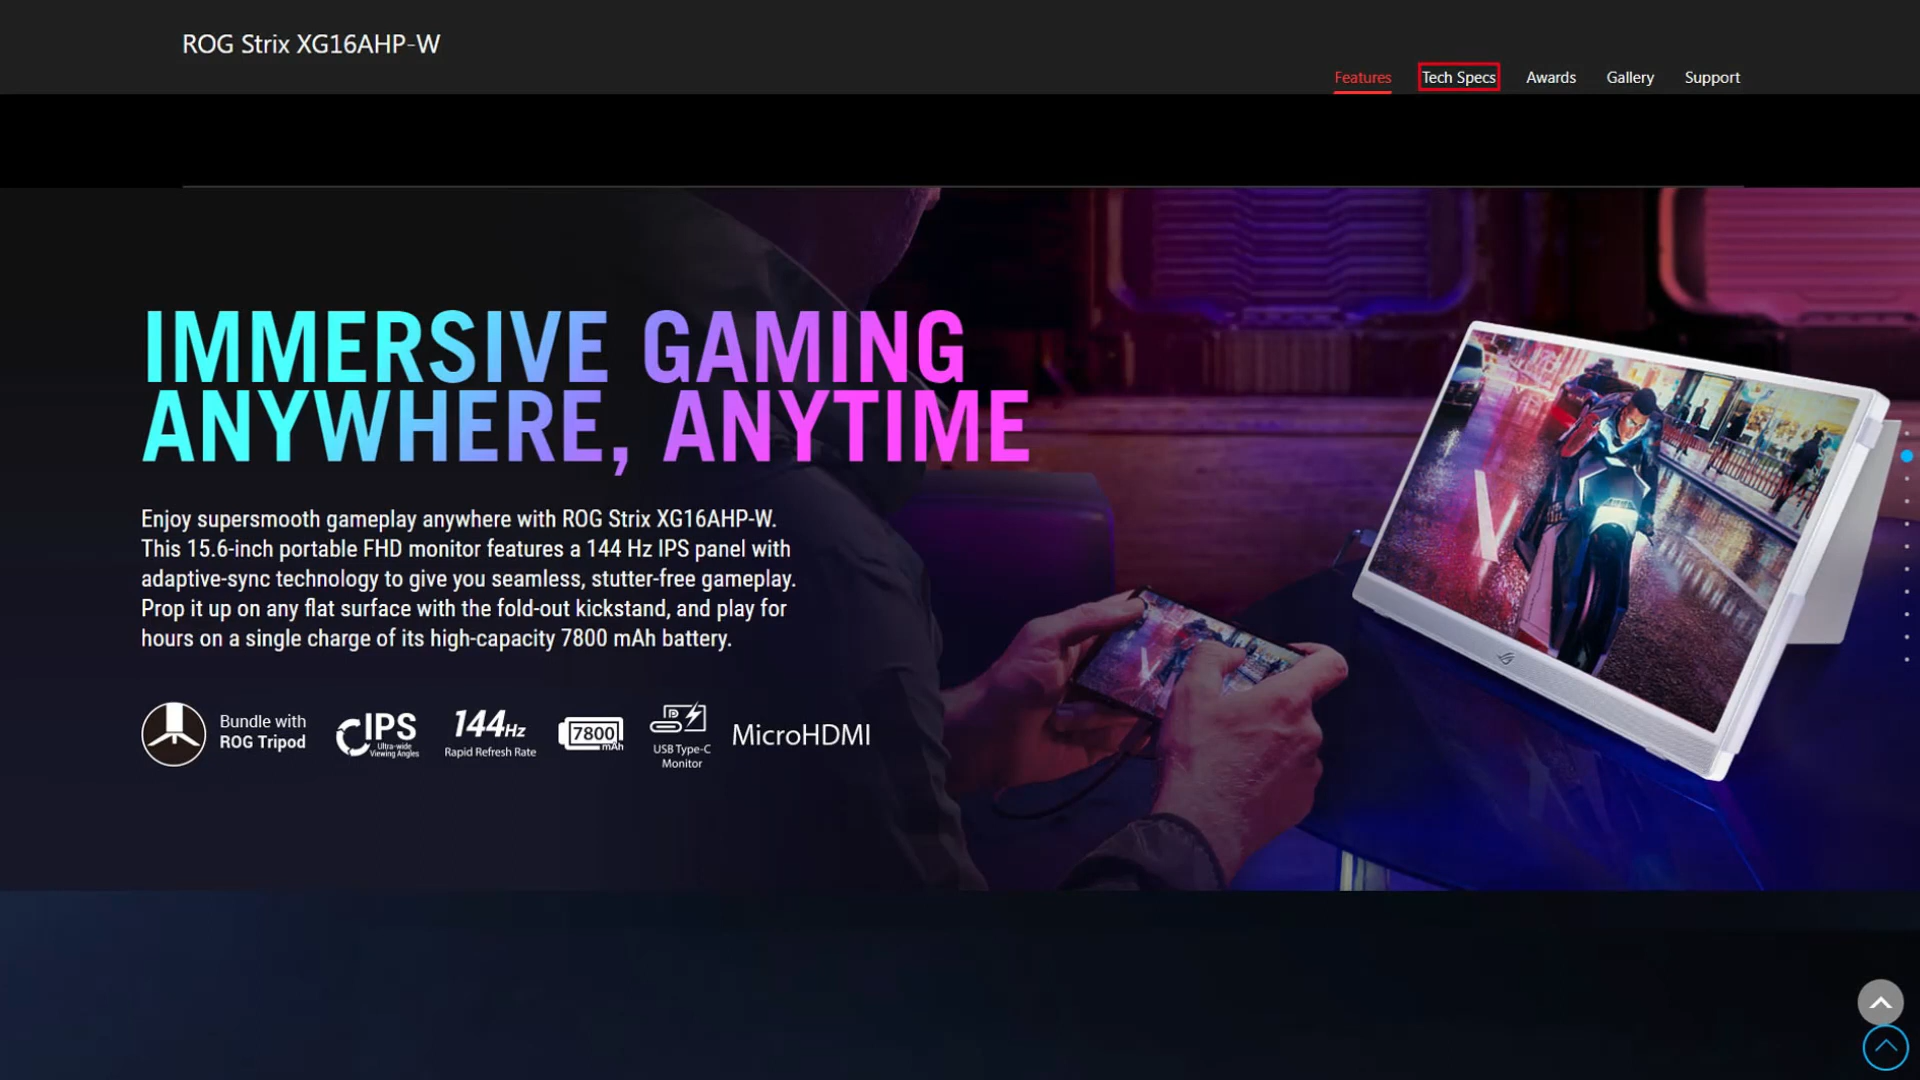 ROG Strix XG16AHP-W
Features Tech Specs Awards Gallery Support
IMMERSIVE GAMING
ANYWHERE, ANYTIME
Enjoy supersmooth gameplay anywhere with ROG Strix XG16AHP-W.
This 15.6-inch portable FHD monitor features a 144 Hz IPS panel with
adaptive-sync technology to give you seamless, stutter-free gameplay.
Prop it up on any flat surface with the fold-out kickstand, and play for
hours on a single charge of its high-capacity 7800 mAh battery.
Bundle with
ROG Tripod
IPS
Ultra-wide
Viewing Angles
144Hz
Rapid Refresh Rate
7800
mAh
USB Type-C
Monitor
MicroHDMI